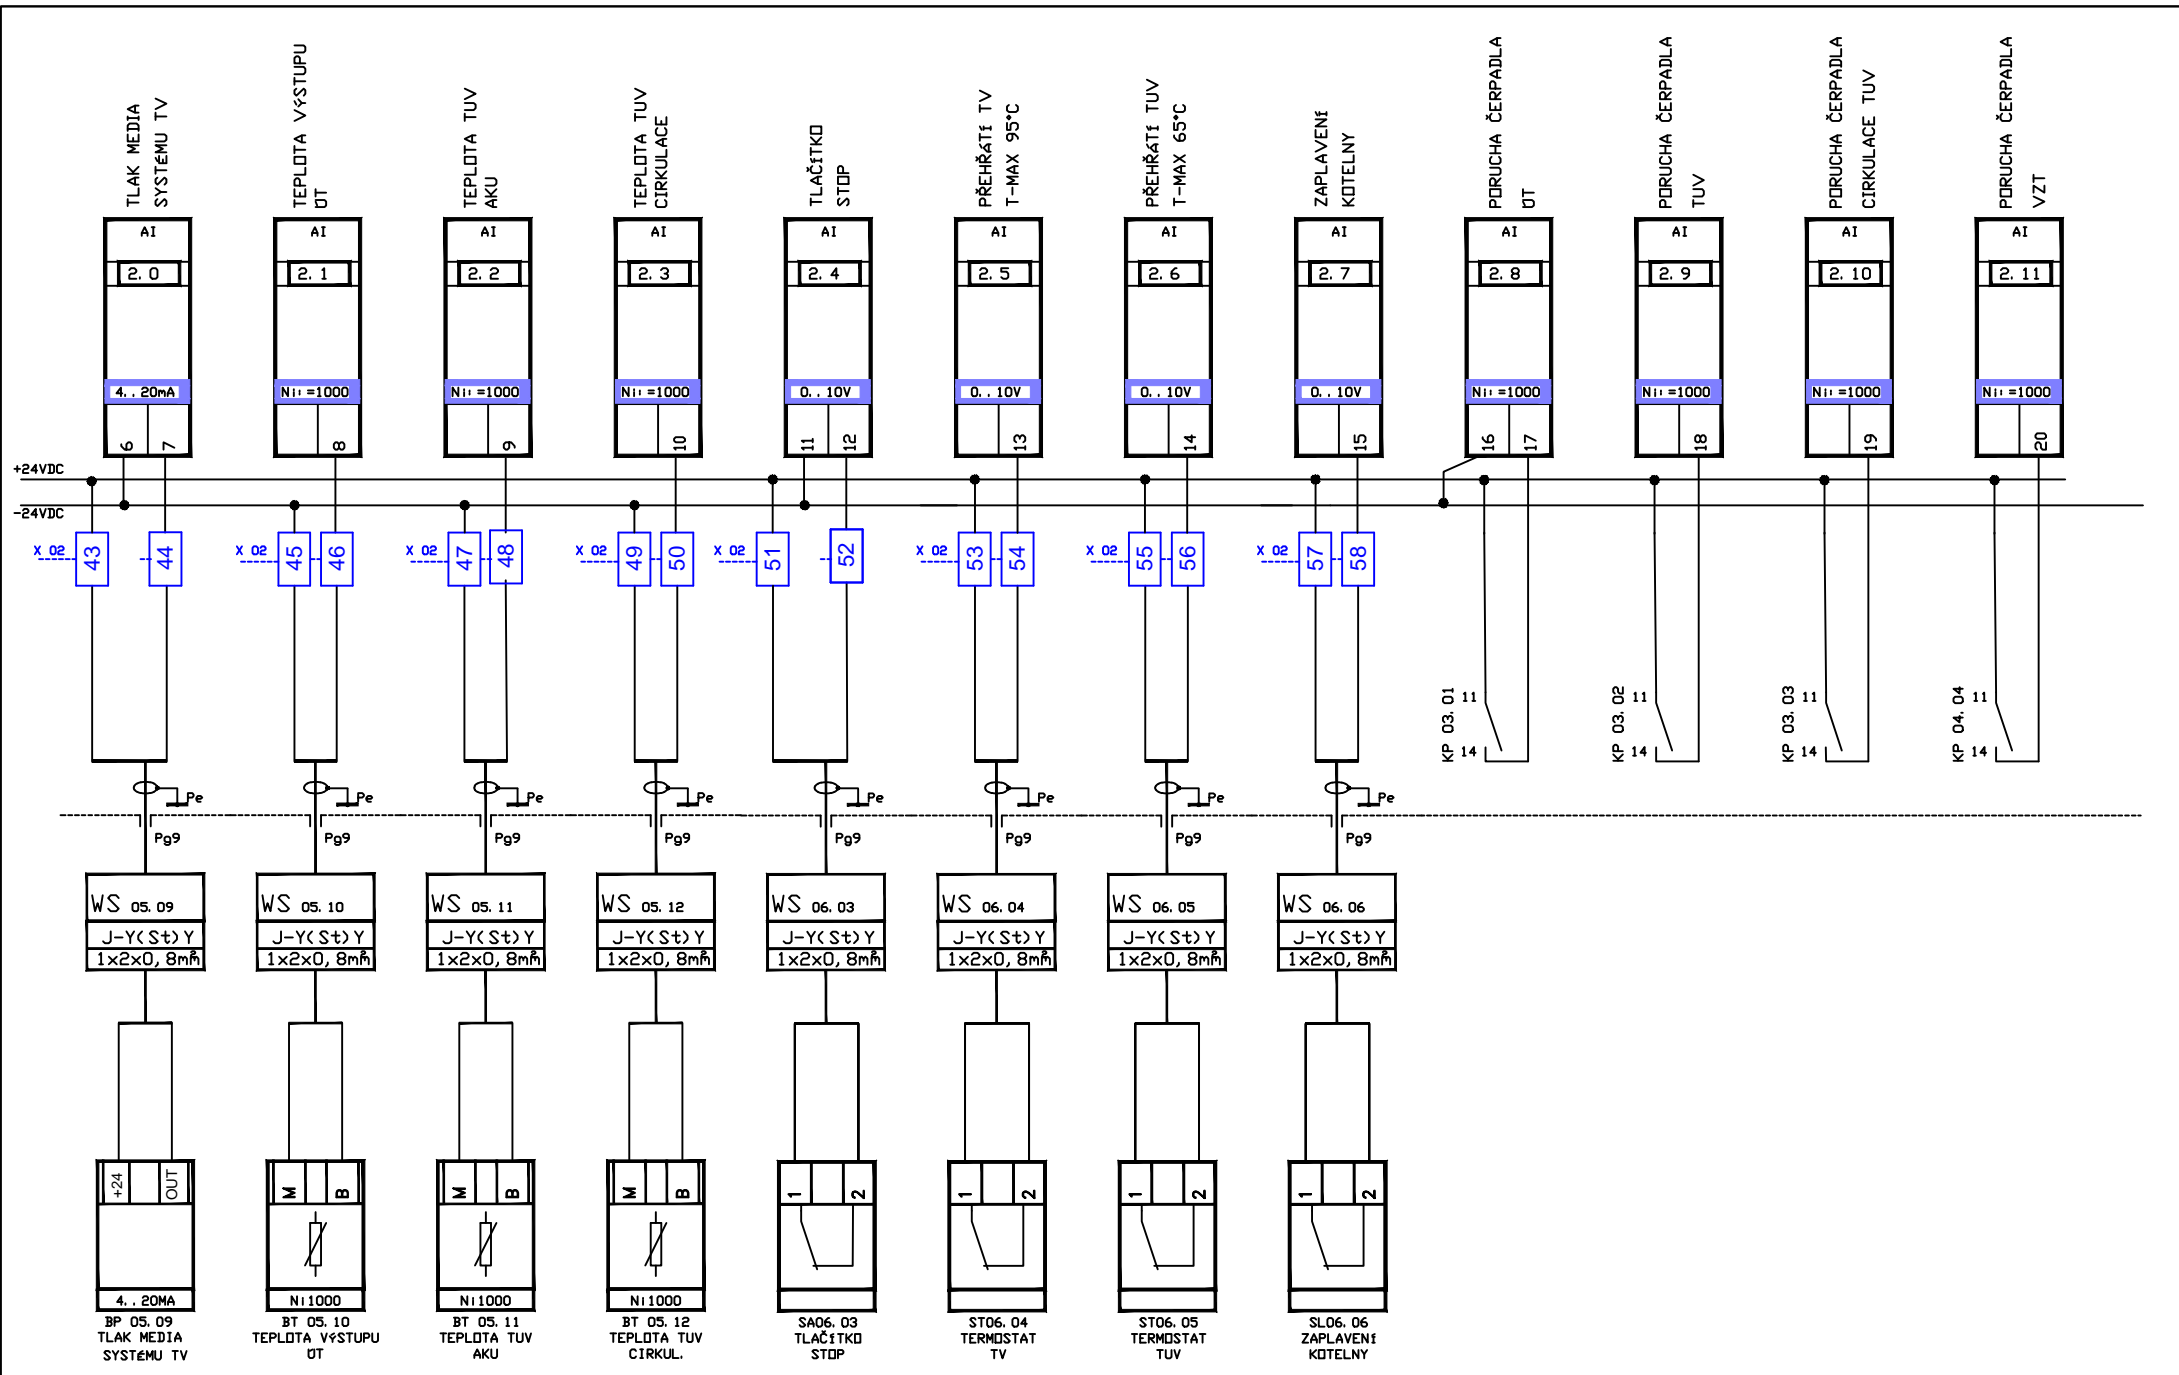 TLAK MEDIA
SYSTÉMU TV
TEPLOTA VÝSTUPU
ÚT
TEPLOTA TUV
AKU
TEPLOTA TUV
CIRKULACE
TLAČÍTKO
STOP
PŘEHŘÁTÍ TV
T-MAX 95°C
PŘEHŘÁTÍ TUV
T-MAX 65°C
ZAPLAVENÍ
KOTELNY
PORUCHA ČERPADLA
ÚT
PORUCHA ČERPADLA
TUV
PORUCHA ČERPADLA
CIRKULACE TUV
PORUCHA ČERPADLA
VZT
AI AI AI AI AI AI AI AI AI AI AI AI
2.0 2.1 2.2 2.3 2.4 2.5 2.6 2.7 2.8 2.9 2.10 2.11
4..20mA Ni=1000 Ni=1000 Ni=1000 0..10V 0..10V 0..10V 0..10V Ni=1000 Ni=1000 Ni=1000 Ni=1000
6 7 8 9 10 11 12 13 14 15 16 17 18 19 20
+24VDC
-24VDC
X 02 43 44 X 02 45 46 X 02 47 48 X 02 49 50 X 02 51 52 X 02 53 54 X 02 55 56 X 02 57 58
KP 03.01 11 14
KP 03.02 11 14
KP 03.03 11 14
KP 04.04 11 14
Pe Pe Pe Pe Pe Pe Pe Pe
Pg9 Pg9 Pg9 Pg9 Pg9 Pg9 Pg9 Pg9
WS 05.09 WS 05.10 WS 05.11 WS 05.12 WS 06.03 WS 06.04 WS 06.05 WS 06.06
J-Y(St)Y J-Y(St)Y J-Y(St)Y J-Y(St)Y J-Y(St)Y J-Y(St)Y J-Y(St)Y J-Y(St)Y
1x2x0,8mm² 1x2x0,8mm² 1x2x0,8mm² 1x2x0,8mm² 1x2x0,8mm² 1x2x0,8mm² 1x2x0,8mm² 1x2x0,8mm²
+24 OUT M B M B M B 1 2 1 2 1 2 1 2
4..20MA Ni1000 Ni1000 Ni1000
BP 05.09
TLAK MEDIA
SYSTÉMU TV
BT 05.10
TEPLOTA VÝSTUPU
ÚT
BT 05.11
TEPLOTA TUV
AKU
BT 05.12
TEPLOTA TUV
CIRKUL.
SA06.03
TLAČÍTKO
STOP
ST06.04
TERMOSTAT
TV
ST06.05
TERMOSTAT
TUV
SL06.06
ZAPLAVENÍ
KOTELNY